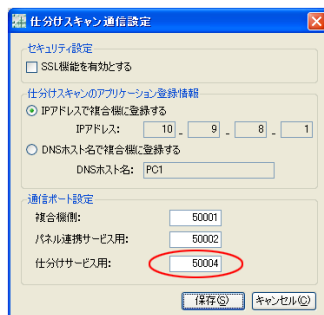 仕分けスキャン通信設定
セキュリティ設定
SSL機能を有効とする
仕分けスキャンのアプリケーション登録情報
IPアドレスで複合機に登録する
IPアドレス: 10 . 9 . 8 . 1
DNSホスト名で複合機に登録する
DNSホスト名: PC1
通信ポート設定
複合機側: 50001
パネル連携サービス用: 50002
仕分けサービス用: 50004
保存(S) キャンセル(C)